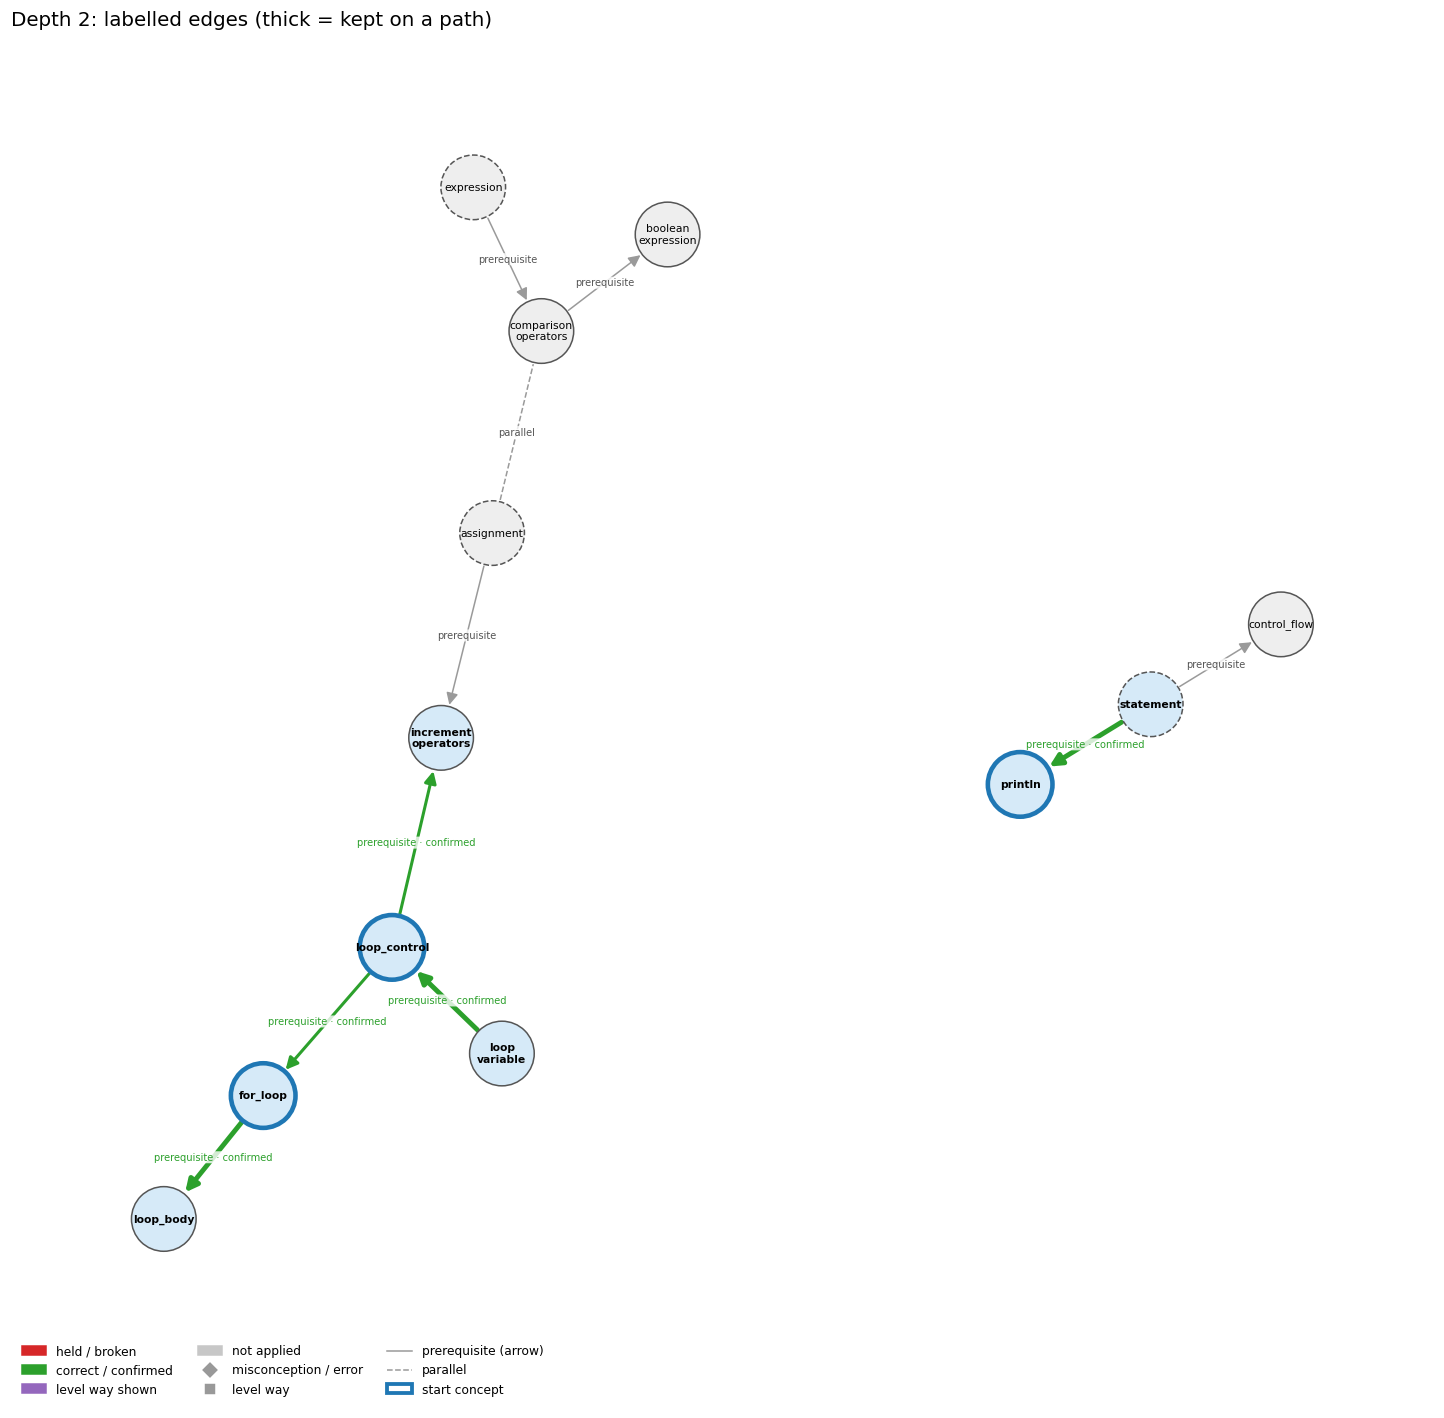 Depth 2: labelled edges (thick = kept on a path)
expression
boolean
expression
prerequisite
prerequisite
comparison
operators
parallel
assignment
control_flow
prerequisite
prerequisite
statement
increment
operators
prerequisite · confirmed
println
prerequisite · confirmed
loop_control
prerequisite · confirmed
prerequisite · confirmed
loop
variable
for_loop
prerequisite · confirmed
loop_body
held / broken
correct / confirmed
level way shown
not applied
misconception / error
level way
prerequisite (arrow)
parallel
start concept